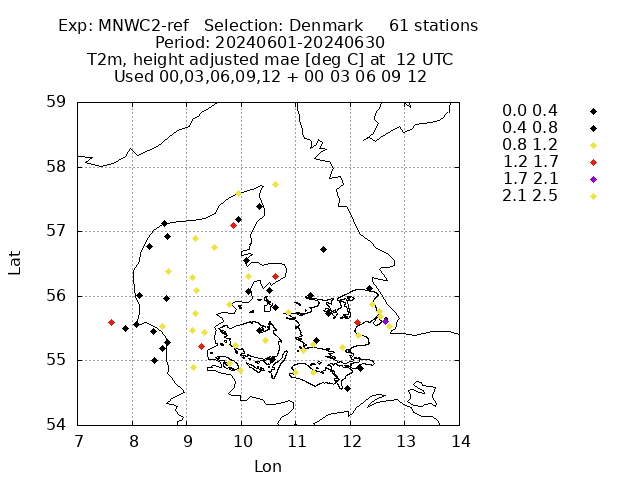 Exp: MNWC2-ref   Selection: Denmark     61 stations
Period: 20240601-20240630
T2m, height adjusted mae [deg C] at  12 UTC
Used 00,03,06,09,12 + 00 03 06 09 12
0.0 0.4
0.4 0.8
0.8 1.2
1.2 1.7
1.7 2.1
2.1 2.5
59
58
57
56
55
54
Lat
7 8 9 10 11 12 13 14
Lon